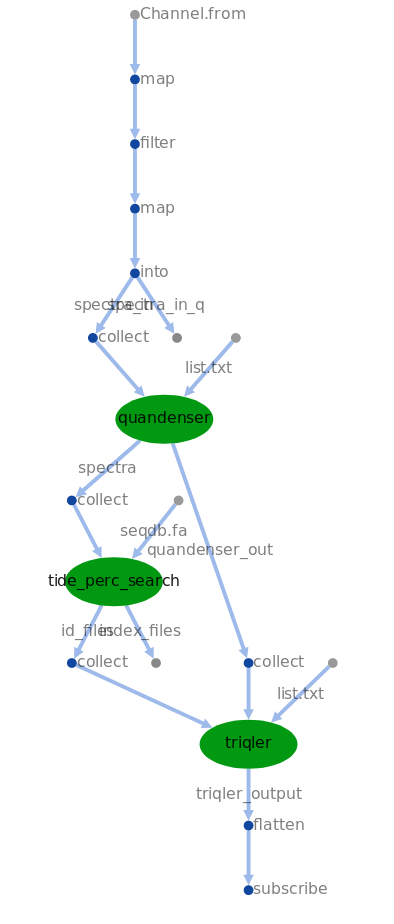 Channel.from
map
filter
map
into
spectra_in
spectra_in_q
collect
list.txt
quandenser
spectra
collect
seqdb.fa
quandenser_out
tide_perc_search
id_files
index_files
collect
collect
list.txt
triqler
triqler_output
flatten
subscribe